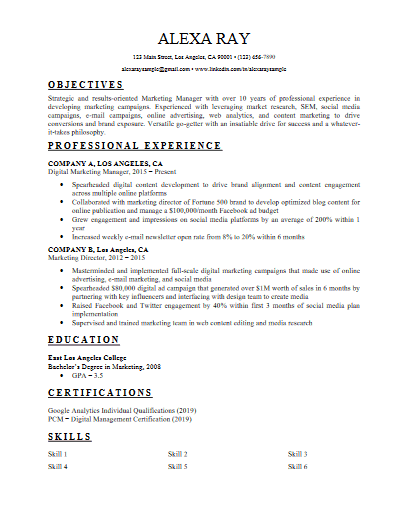 ALEXA RAY
123 Main Street, Los Angeles, CA 90001 • (123) 456-7890
alexaraysample@gmail.com • www.linkedin.com/in/alexaraysample
OBJECTIVES
Strategic and results-oriented Marketing Manager with over 10 years of professional experience in
developing marketing campaigns. Experienced with leveraging market research, SEM, social media
campaigns, e-mail campaigns, online advertising, web analytics, and content marketing to drive
conversions and brand exposure. Versatile go-getter with an insatiable drive for success and a whatever-
it-takes philosophy.
PROFESSIONAL EXPERIENCE
COMPANY A, LOS ANGELES, CA
Digital Marketing Manager, 2015 – Present
• Spearheaded digital content development to drive brand alignment and content engagement
across multiple online platforms
• Collaborated with marketing director of Fortune 500 brand to develop optimized blog content for
online publication and manage a $100,000/month Facebook ad budget
• Grew engagement and impressions on social media platforms by an average of 200% within 1
year
• Increased weekly e-mail newsletter open rate from 8% to 20% within 6 months
COMPANY B, Los Angeles, CA
Marketing Director, 2012 – 2015
• Masterminded and implemented full-scale digital marketing campaigns that made use of online
advertising, e-mail marketing, and social media
• Spearheaded $80,000 digital ad campaign that generated over $1M worth of sales in 6 months by
partnering with key influencers and interfacing with design team to create media
• Raised Facebook and Twitter engagement by 40% within first 3 months of social media plan
implementation
• Supervised and trained marketing team in web content editing and media research
EDUCATION
East Los Angeles College
Bachelor's Degree in Marketing, 2008
• GPA – 3.5
CERTIFICATIONS
Google Analytics Individual Qualifications (2019)
PCM – Digital Management Certification (2019)
SKILLS
Skill 1 Skill 2 Skill 3
Skill 4 Skill 5 Skill 6